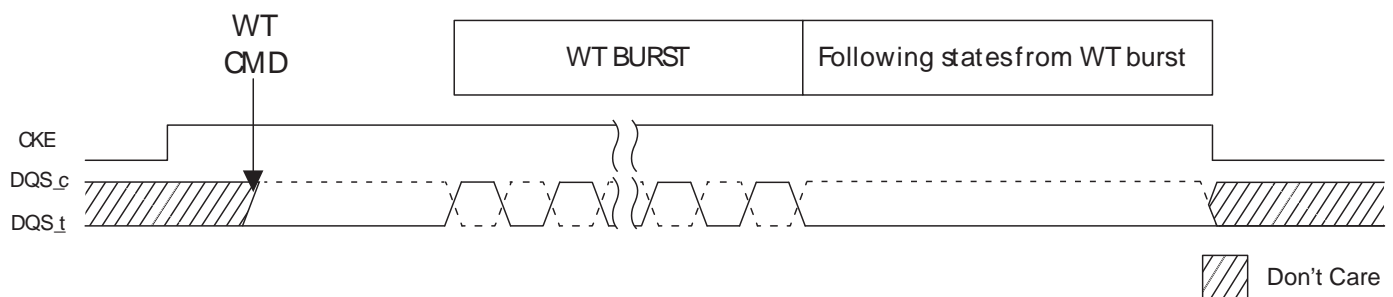 WT
CMD
WT BURST
Following states from WT burst
CKE
DQS_c
DQS_t
Don't Care